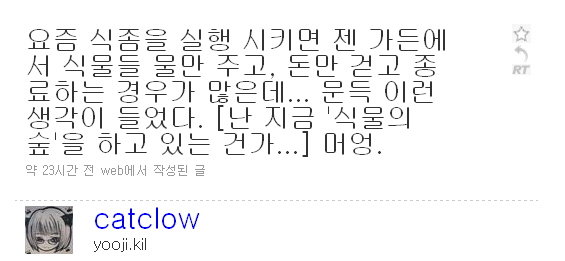 요즘 식좀을 실행 시키면 젠 가든에
서 식물들 물만 주고, 돈만 걷고 종
료하는 경우가 많은데... 문득 이런
생각이 들었다. [난 지금 '식물의
숲'을 하고 있는 건가...] 머엉.
약 23시간 전 web에서 작성된 글
RT
catclow
yooji.kil